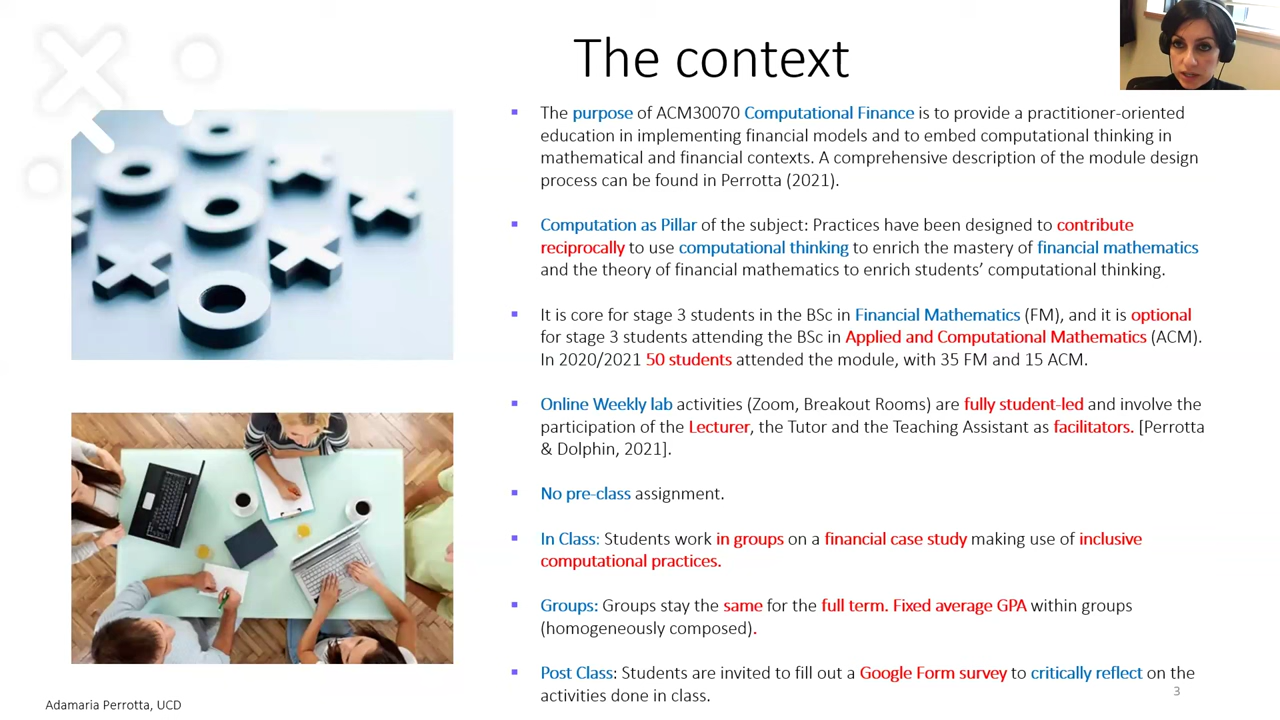 The context
The purpose of ACM30070 Computational Finance is to provide a practitioner-oriented
education in implementing financial models and to embed computational thinking in
mathematical and financial contexts. A comprehensive description of the module design
process can be found in Perrotta (2021).
Computation as Pillar of the subject: Practices have been designed to contribute
reciprocally to use computational thinking to enrich the mastery of financial mathematics
and the theory of financial mathematics to enrich students' computational thinking.
It is core for stage 3 students in the BSc in Financial Mathematics (FM), and it is optional
for stage 3 students attending the BSc in Applied and Computational Mathematics (ACM).
In 2020/2021 50 students attended the module, with 35 FM and 15 ACM.
Online Weekly lab activities (Zoom, Breakout Rooms) are fully student-led and involve the
participation of the Lecturer, the Tutor and the Teaching Assistant as facilitators. [Perrotta
& Dolphin, 2021].
No pre-class assignment.
In Class: Students work in groups on a financial case study making use of inclusive
computational practices.
Groups: Groups stay the same for the full term. Fixed average GPA within groups
(homogeneously composed).
Post Class: Students are invited to fill out a Google Form survey to critically reflect on the
activities done in class.
3
Adamaria Perrotta, UCD